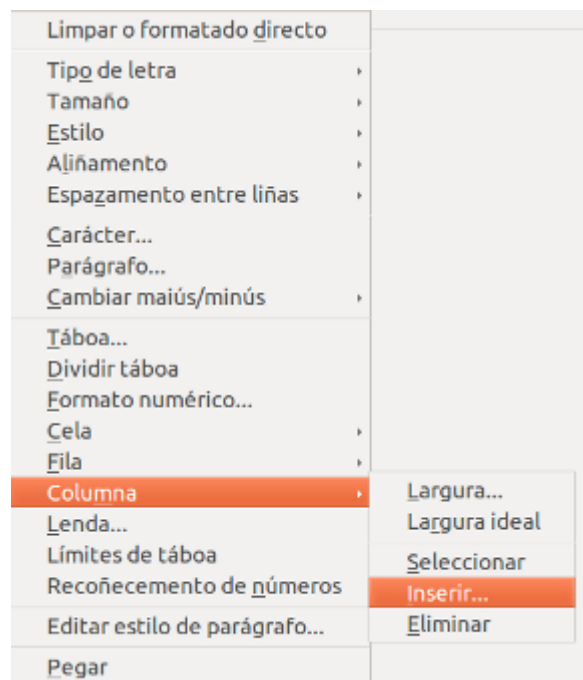 Limpar o formatado directo
Tipo de letra
Tamaño
Estilo
Aliñamento
Espazamento entre liñas
Carácter...
Parágrafo...
Cambiar maiús/minús
Táboa...
Dividir táboa
Formato numérico...
Cela
Fila
Columna
Lenda...
Límites de táboa
Recoñecemento de números
Editar estilo de parágrafo...
Pegar
Largura...
Largura ideal
Seleccionar
Inserir...
Eliminar